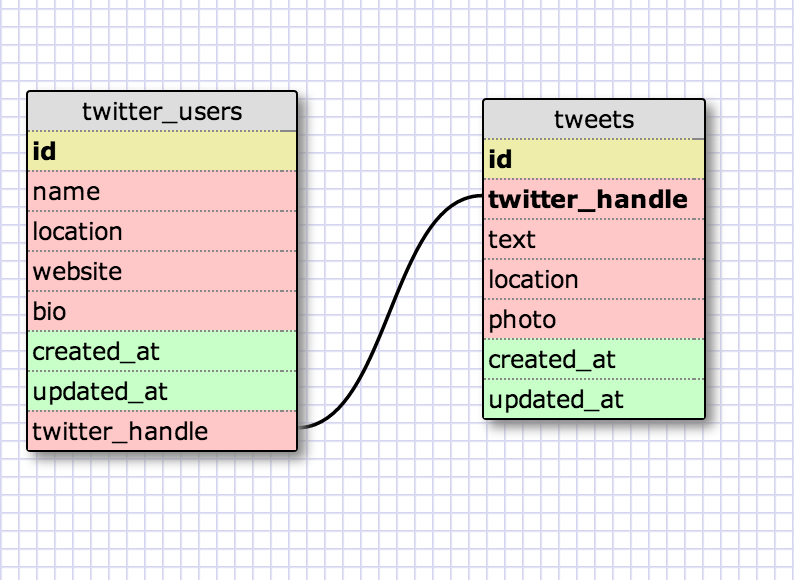 twitter_users
id
name
location
website
bio
created_at
updated_at
twitter_handle
tweets
id
twitter_handle
text
location
photo
created_at
updated_at